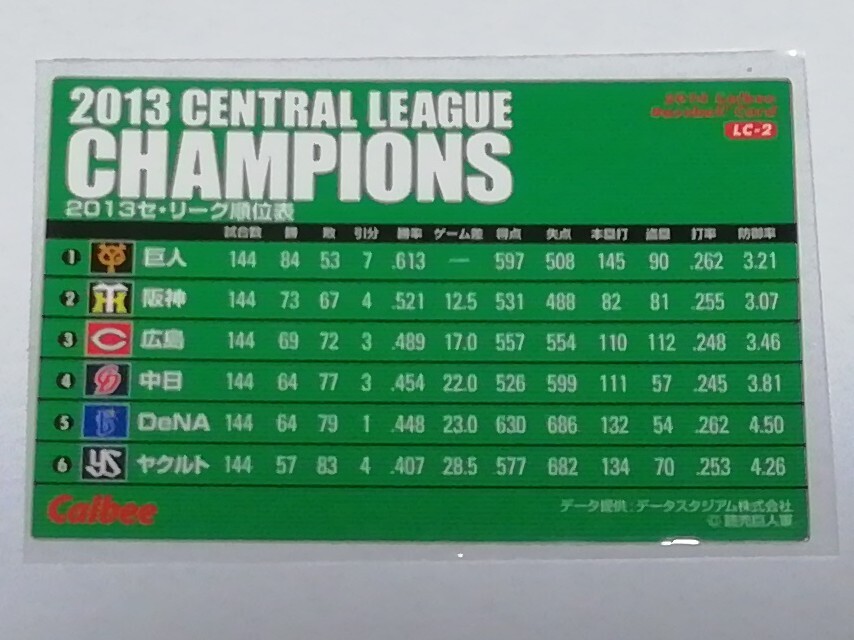 2013 CENTRAL LEAGUE
CHAMPIONS
2014 Calbee
Baseball Card
LC-2
2013セ・リーグ順位表
試合数 勝 敗 引分 勝率 ゲーム差 得点 失点 本塁打 盗塁 打率 防御率
1 巨人 144 84 53 7 .613 — 597 508 145 90 .262 3.21
2 阪神 144 73 67 4 .521 12.5 531 488 82 81 .255 3.07
3 広島 144 69 72 3 .489 17.0 557 554 110 112 .248 3.46
4 中日 144 64 77 3 .454 22.0 526 599 111 57 .245 3.81
5 DeNA 144 64 79 1 .448 23.0 630 686 132 54 .262 4.50
6 ヤクルト 144 57 83 4 .407 28.5 577 682 134 70 .253 4.26
Calbee
データ提供:データスタジアム株式会社
© 読売巨人軍